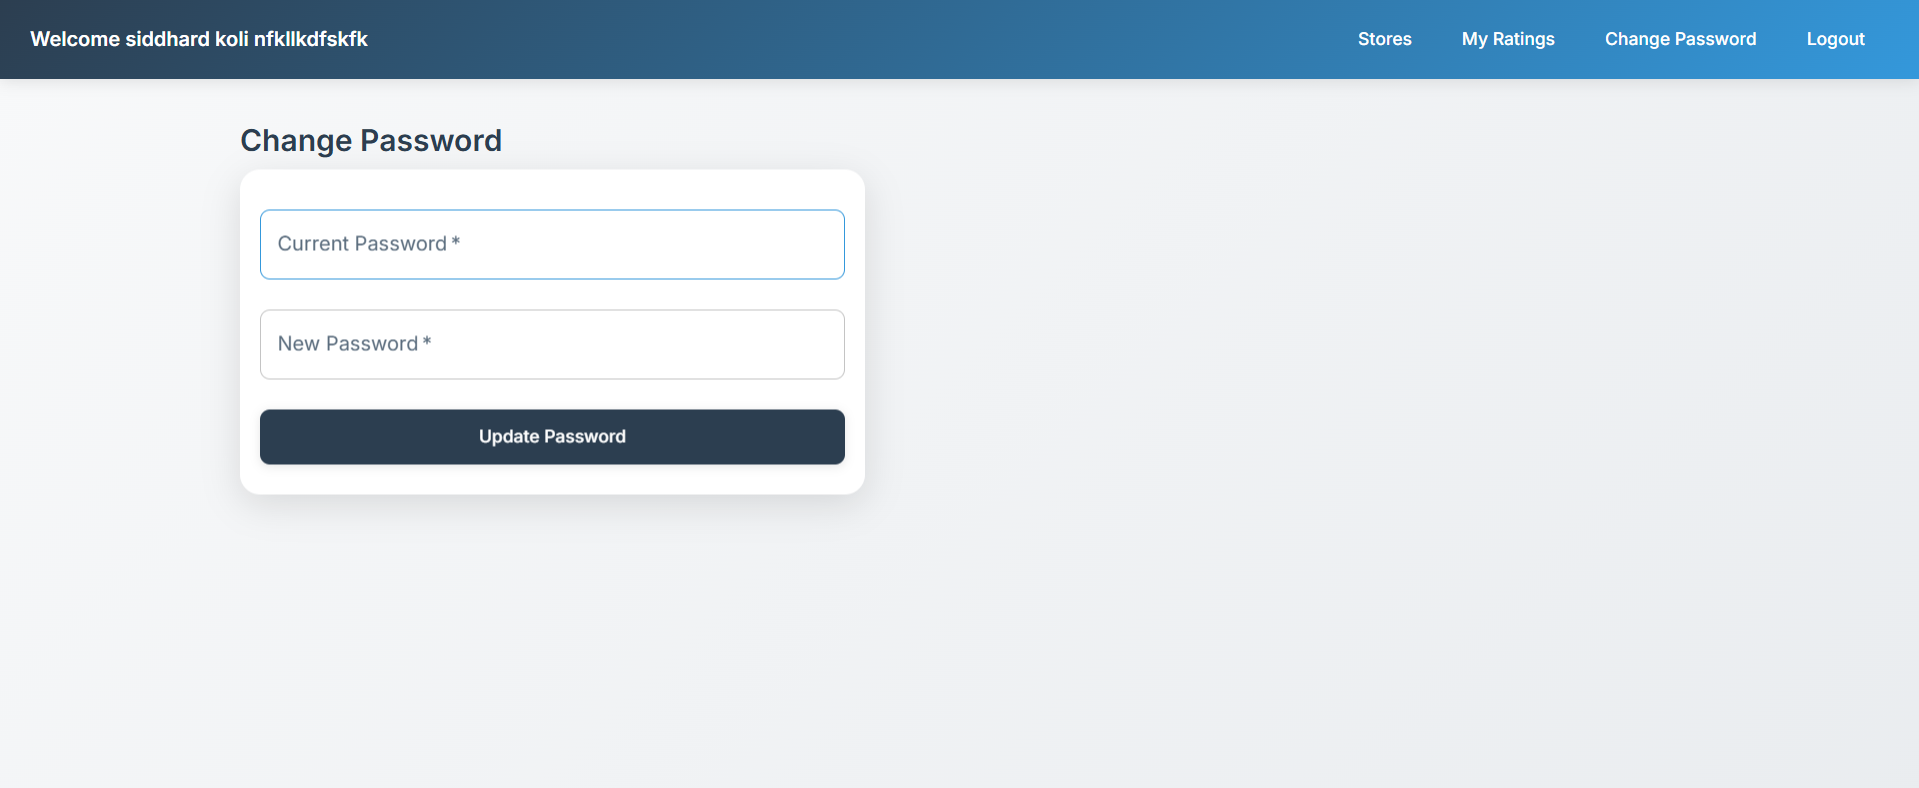 Welcome siddhard koli nfkllkdfskfk
Stores
My Ratings
Change Password
Logout
Change Password
Current Password *
New Password *
Update Password